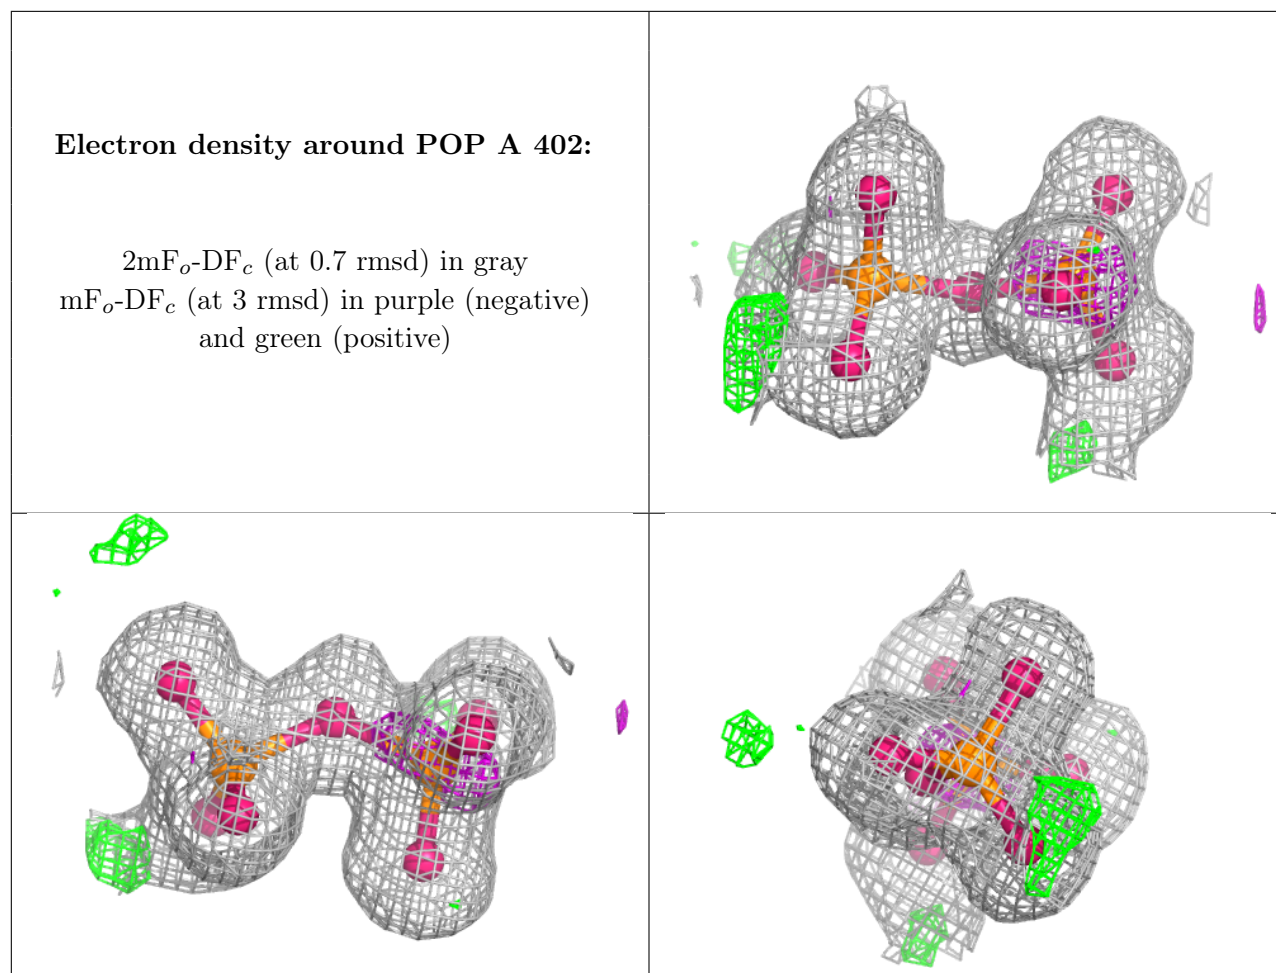 Electron density around POP A 402:
2mFo-DFc (at 0.7 rmsd) in gray
mFo-DFc (at 3 rmsd) in purple (negative)
and green (positive)